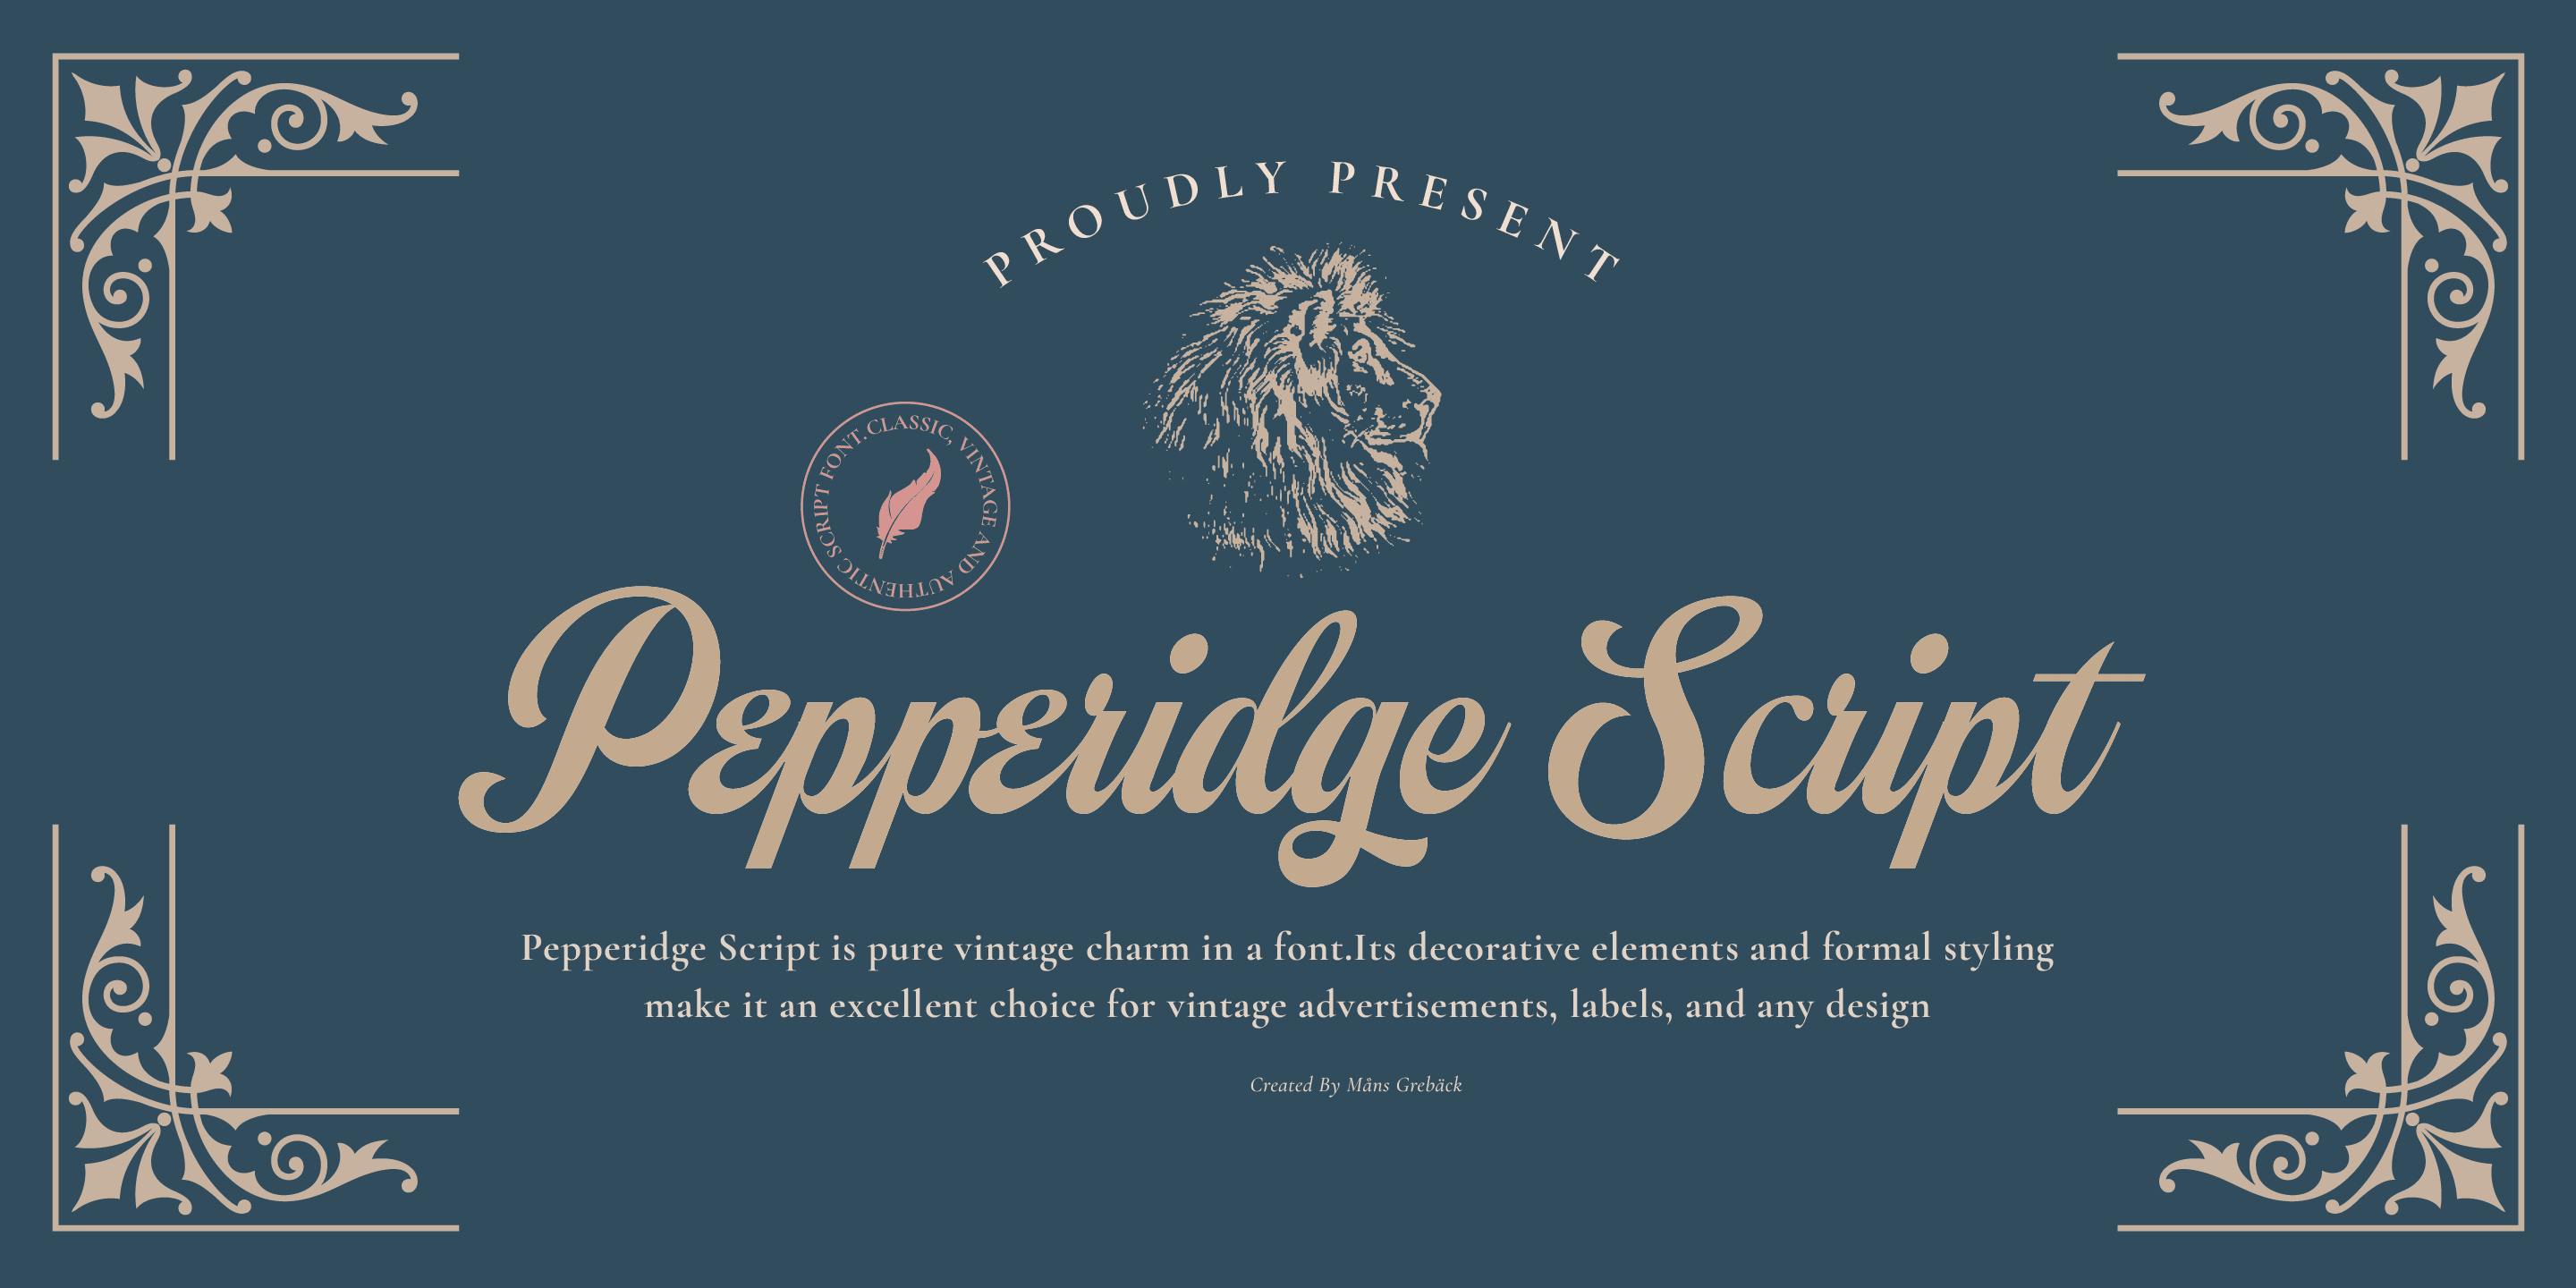 PROUDLY PRESENT
CLASSIC, VINTAGE AND AUTHENTIC SCRIPT FONT.
Pepperidge Script
Pepperidge Script is pure vintage charm in a font.Its decorative elements and formal styling
make it an excellent choice for vintage advertisements, labels, and any design
Created By Måns Grebäck